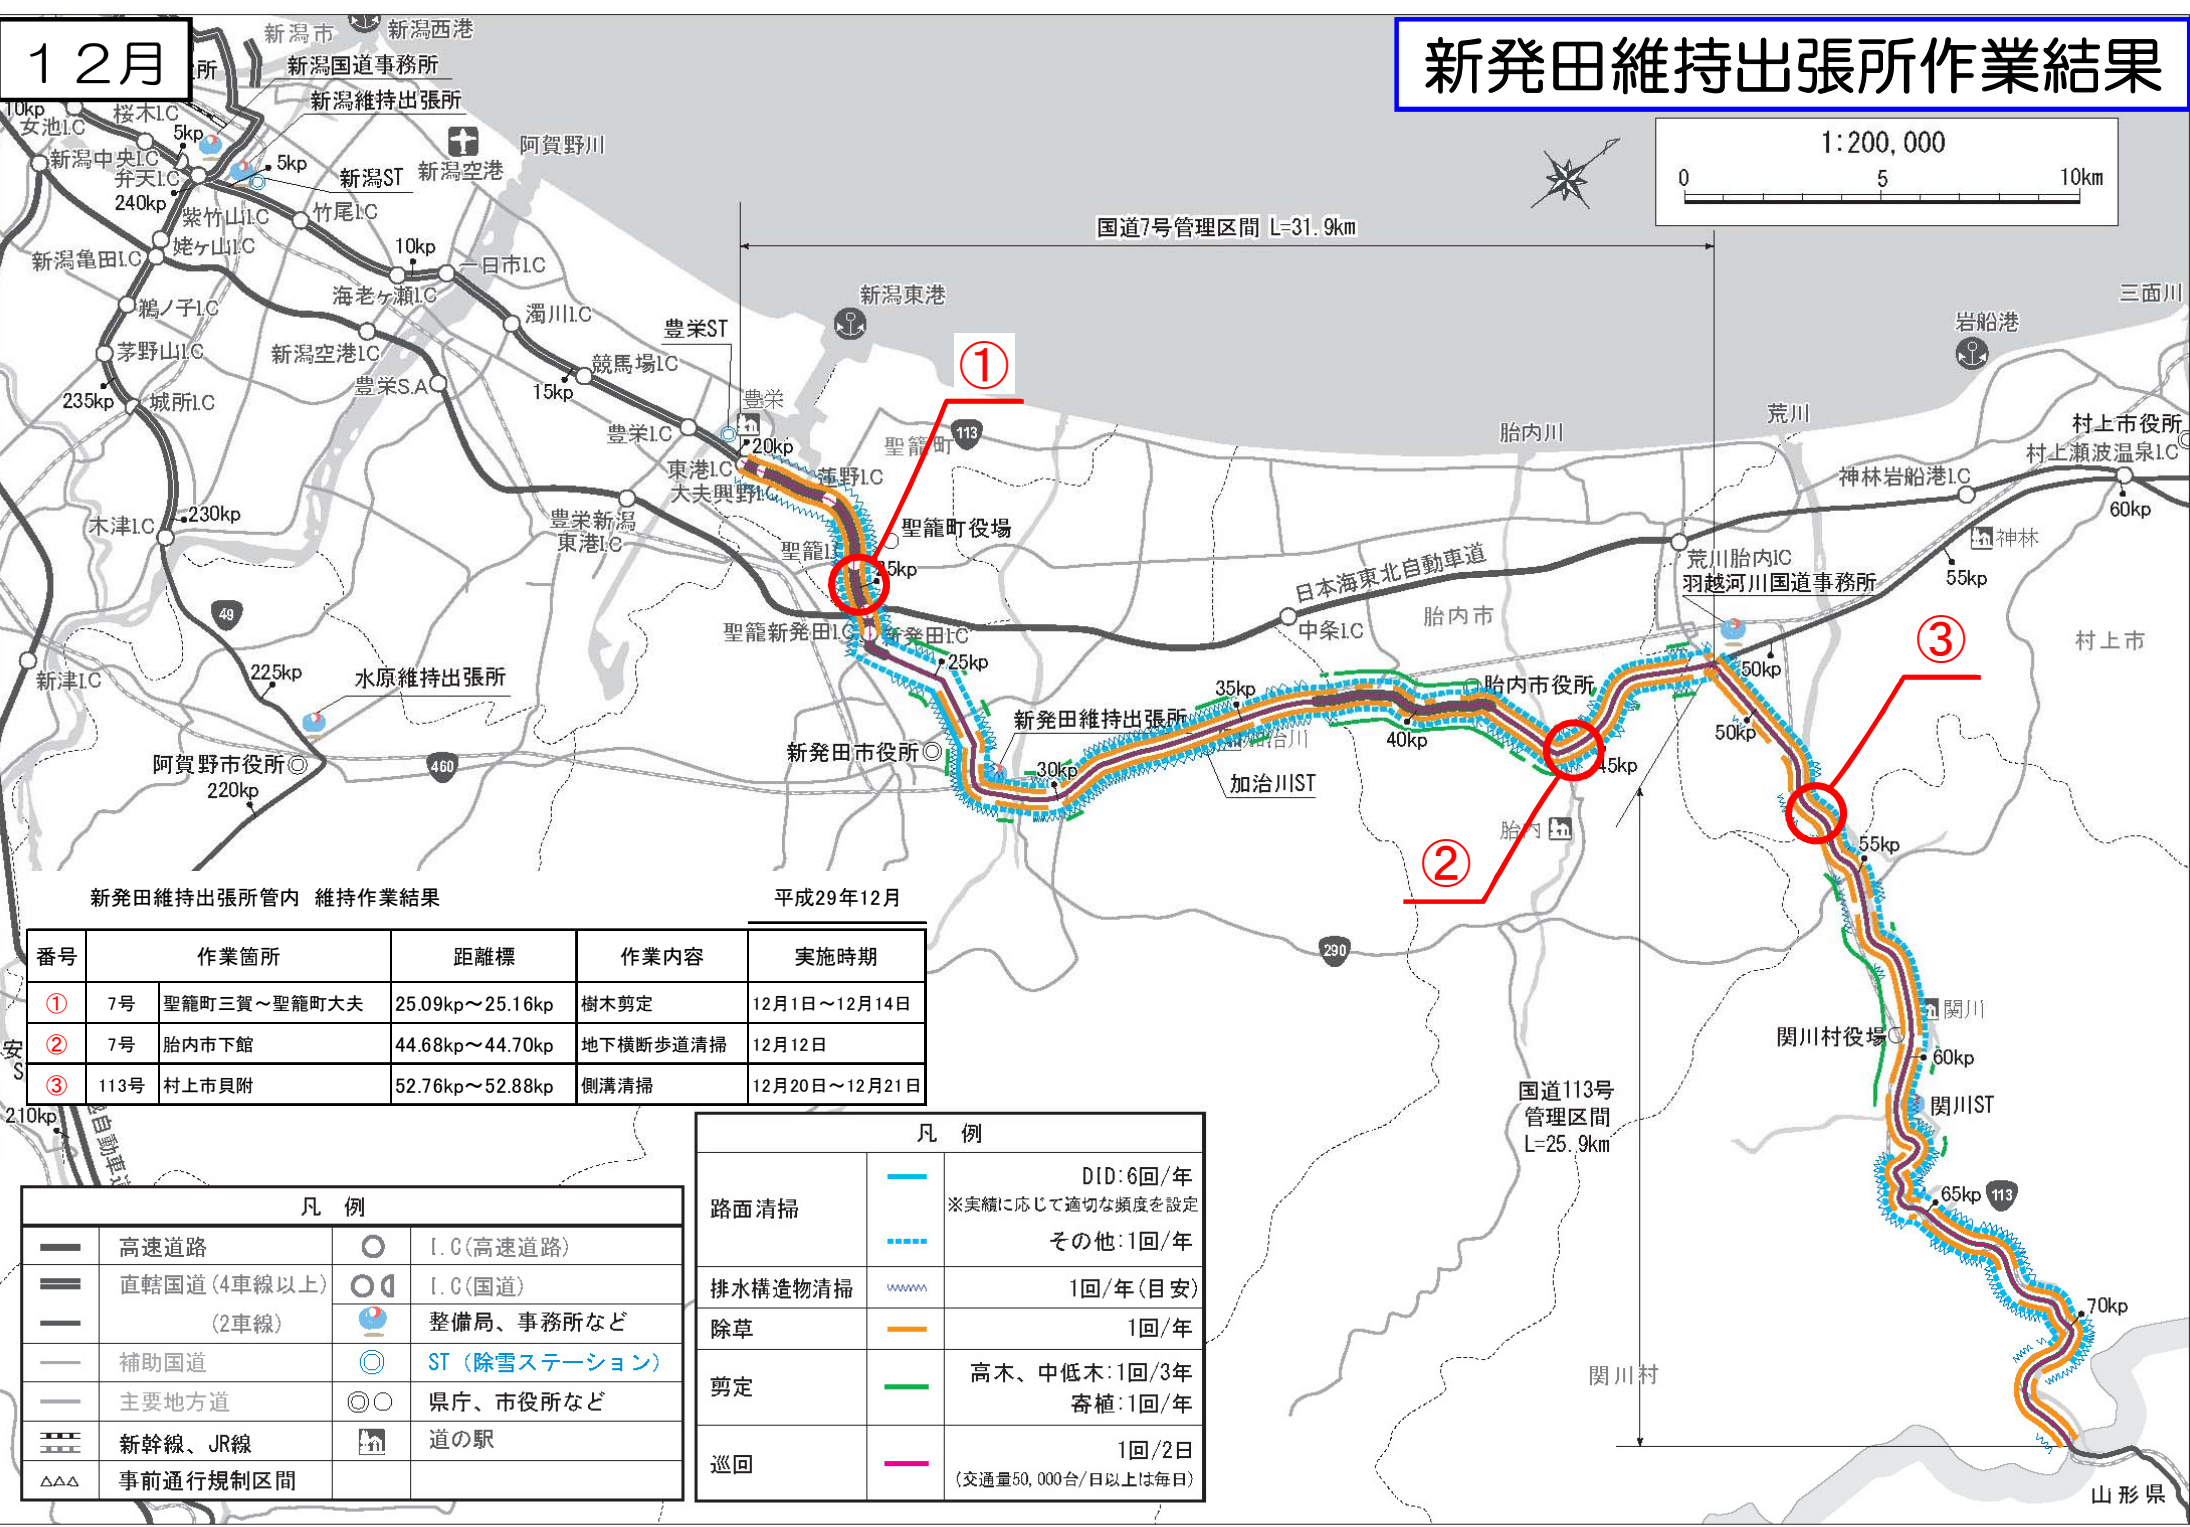 12月
新発田維持出張所作業結果
1:200,000
0 5 10km
新潟市
新潟西港
新潟国道事務所
新潟維持出張所
所
10kp
女池I.C
桜木I.C
5kp
新潟中央I.C
弁天I.C
5kp
新潟ST
新潟空港
阿賀野川
240kp
紫竹山I.C
竹尾I.C
姥ヶ山I.C
新潟亀田I.C
10kp
一日市I.C
海老ヶ瀬I.C
鵜ノ子I.C
濁川I.C
茅野山I.C
新潟空港I.C
競馬場I.C
15kp
235kp
城所I.C
豊栄S.A
豊栄I.C
豊栄ST
豊栄
新潟東港
国道7号管理区間 L=31.9km
20kp
東港I.C
大夫興野I.C
蓮野I.C
聖籠町
113
①
聖籠町役場
聖籠I.C
25kp
木津I.C
230kp
豊栄新潟
東港I.C
聖籠新発田I.C
新発田I.C
25kp
49
225kp
新津I.C
水原維持出張所
阿賀野市役所
220kp
460
新発田市役所
新発田維持出張所
30kp
35kp
加治川
加治川ST
40kp
胎内市役所
45kp
胎内
②
290
日本海東北自動車道
中条I.C
胎内市
胎内川
荒川
岩船港
三面川
村上市役所
村上瀬波温泉I.C
神林岩船港I.C
60kp
神林
55kp
荒川胎内IC
羽越河川国道事務所
村上市
50kp
50kp
③
55kp
関川
関川村役場
60kp
関川ST
国道113号
管理区間
L=25.9km
65kp
113
70kp
関川村
山形県
210kp
新発田維持出張所管内 維持作業結果 平成29年12月
番号 作業箇所 距離標 作業内容 実施時期
① 7号 聖籠町三賀~聖籠町大夫 25.09kp~25.16kp 樹木剪定 12月1日~12月14日
② 7号 胎内市下館 44.68kp~44.70kp 地下横断歩道清掃 12月12日
③ 113号 村上市貝附 52.76kp~52.88kp 側溝清掃 12月20日~12月21日
凡 例
高速道路 I.C(高速道路)
直轄国道(4車線以上) I.C(国道)
(2車線) 整備局、事務所など
補助国道 ST(除雪ステーション)
主要地方道 県庁、市役所など
新幹線、JR線 道の駅
事前通行規制区間
凡 例
路面清掃 DID:6回/年
※実績に応じて適切な頻度を設定
その他:1回/年
排水構造物清掃 1回/年(目安)
除草 1回/年
剪定 高木、中低木:1回/3年
寄植:1回/年
巡回 1回/2日
(交通量50,000台/日以上は毎日)